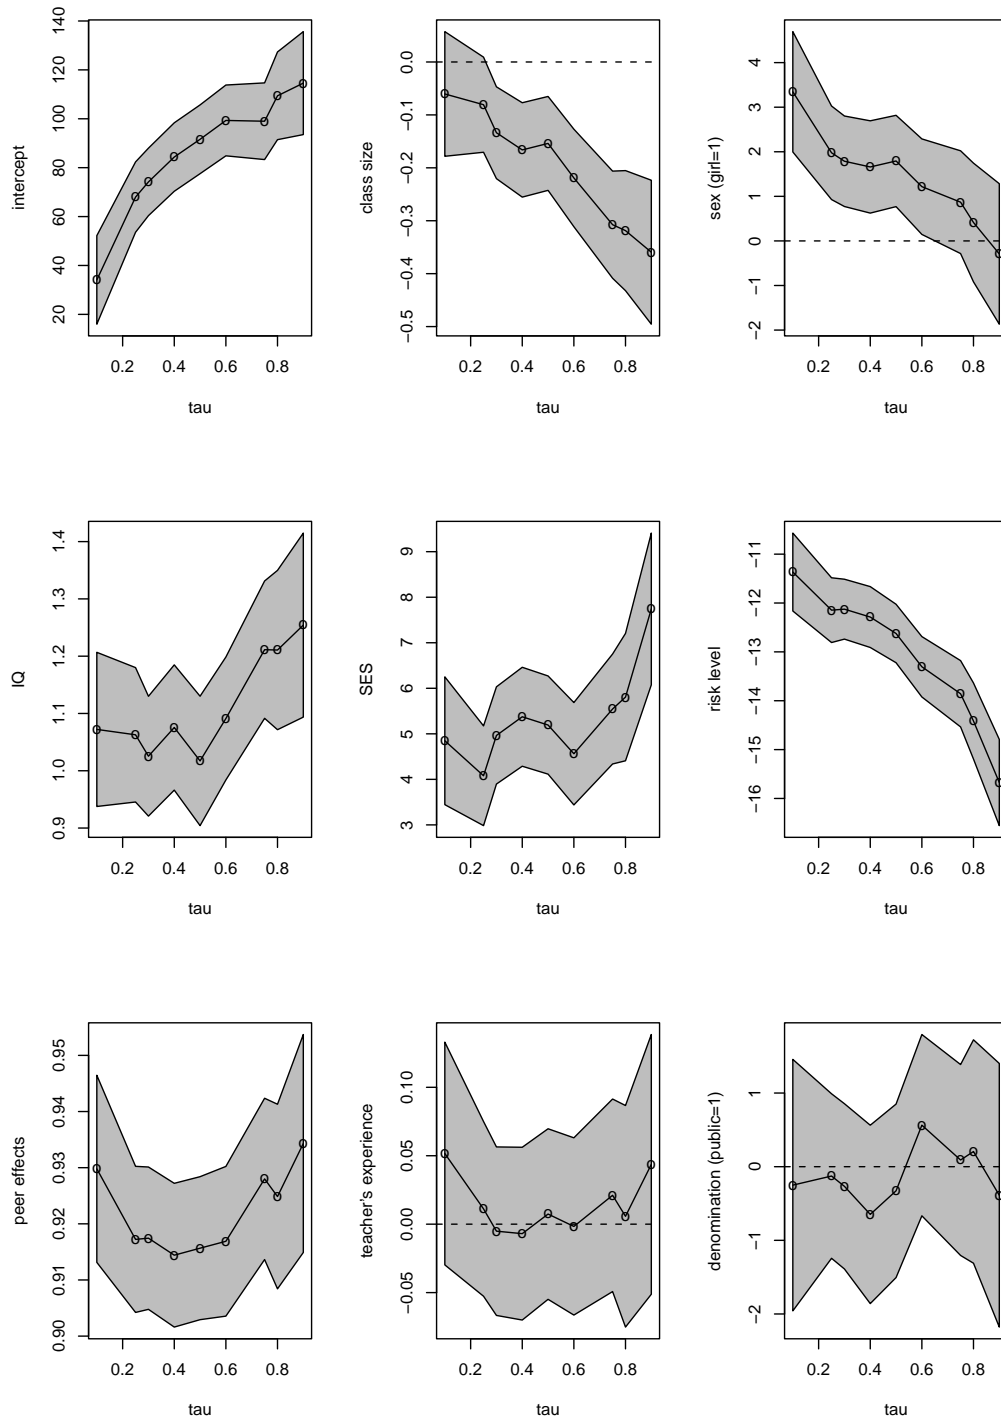 intercept
20 40 60 80 100 120 140
0.2 0.4 0.6 0.8
tau
class size
−0.5 −0.4 −0.3 −0.2 −0.1 0.0
0.2 0.4 0.6 0.8
tau
sex (girl=1)
−2 −1 0 1 2 3 4
0.2 0.4 0.6 0.8
tau
IQ
0.9 1.0 1.1 1.2 1.3 1.4
0.2 0.4 0.6 0.8
tau
SES
3 4 5 6 7 8 9
0.2 0.4 0.6 0.8
tau
risk level
−16 −15 −14 −13 −12 −11
0.2 0.4 0.6 0.8
tau
peer effects
0.90 0.91 0.92 0.93 0.94 0.95
0.2 0.4 0.6 0.8
tau
teacher's experience
−0.05 0.00 0.05 0.10
0.2 0.4 0.6 0.8
tau
denomination (public=1)
−2 −1 0 1
0.2 0.4 0.6 0.8
tau